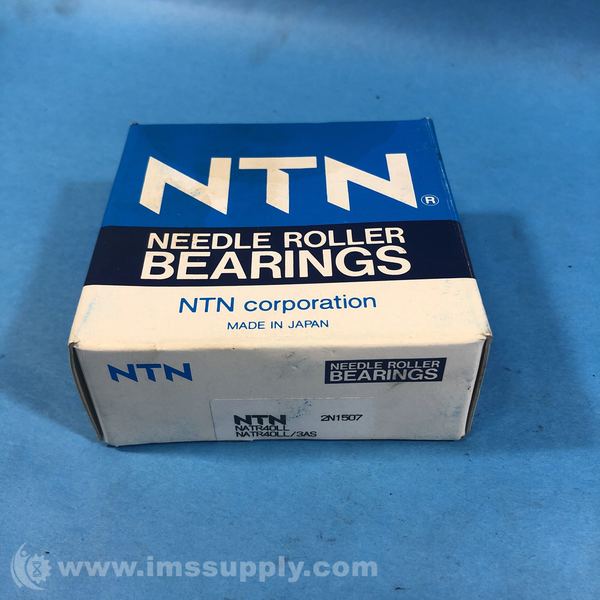 NTN®
NEEDLE ROLLER
BEARINGS
NTN corporation
MADE IN JAPAN
NTN
NEEDLE ROLLER
BEARINGS
NTN 2N1507
NATR40LL
NATR40LL/3AS
www.imssupply.com